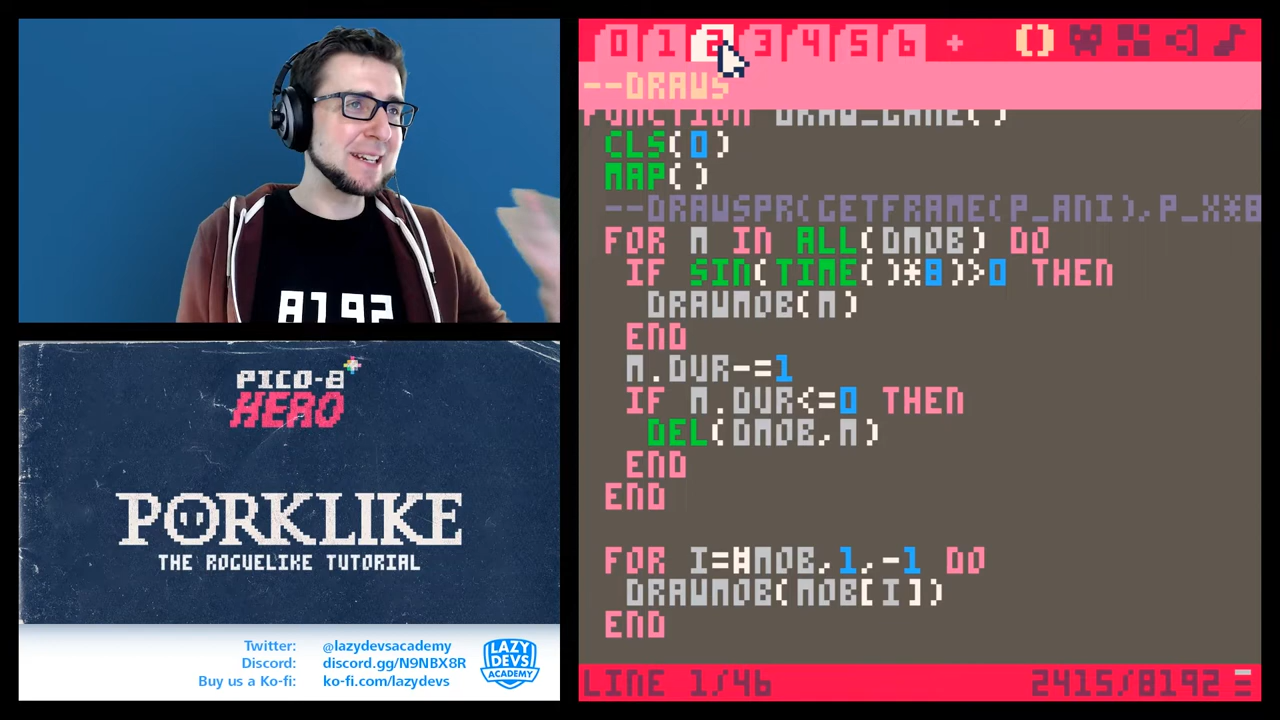 8192
PICO-8
HERO
PORKLIKE
THE ROGUELIKE TUTORIAL
Twitter: @lazydevsacademy
Discord: discord.gg/N9NBX8R
Buy us a Ko-fi: ko-fi.com/lazydevs
LAZY
DEVS
ACADEMY
0 1 2 3 4 5 6 +
--DRAWS
FUNCTION DRAW_GAME()
CLS(0)
MAP()
--DRAWSPR(GETFRAME(P_ANI),P_X*8
FOR M IN ALL(DMOB) DO
IF SIN(TIME()*8)>0 THEN
DRAWMOB(M)
END
M.DUR-=1
IF M.DUR<=0 THEN
DEL(DMOB,M)
END
END
FOR I=#MOB,1,-1 DO
DRAWMOB(MOB[I])
END
LINE 1/46
2415/8192